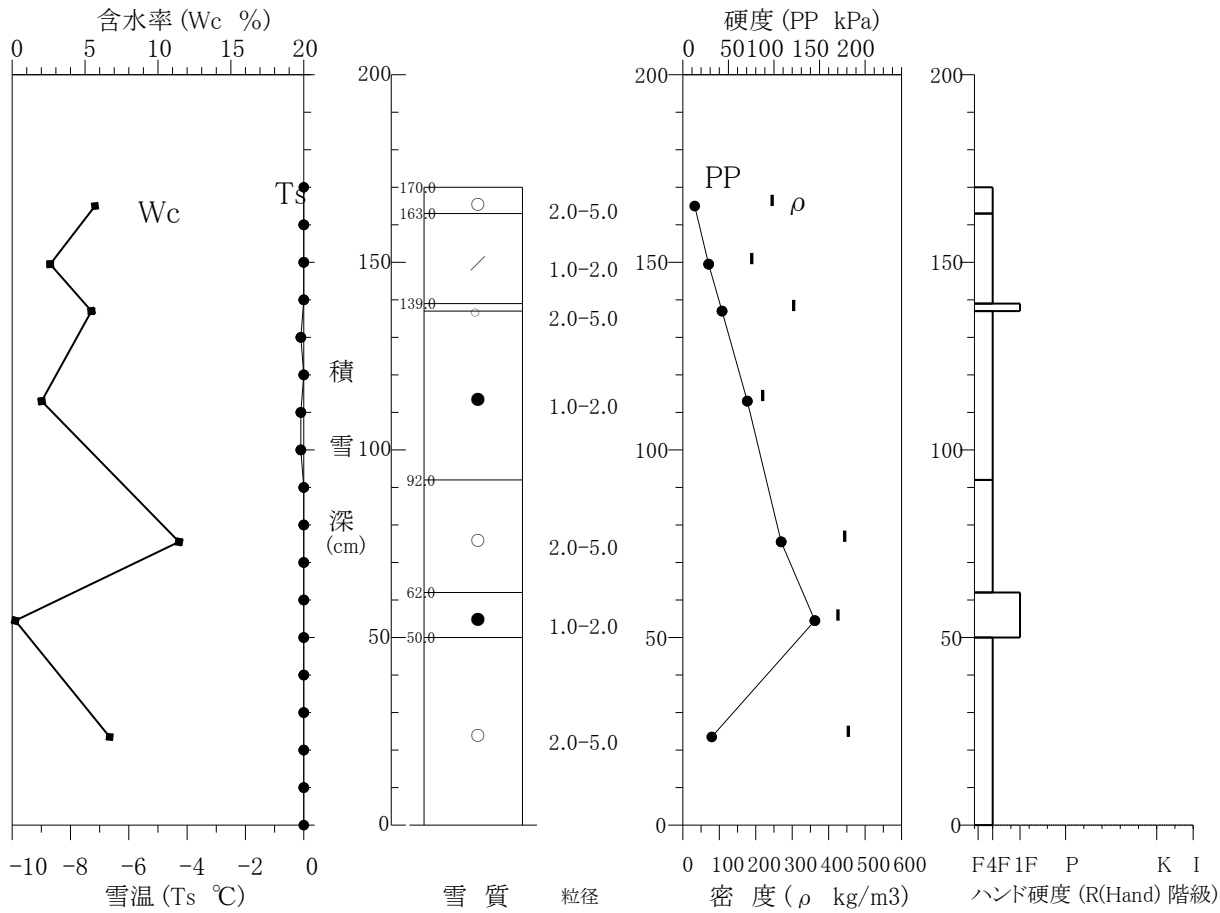 含水率 (Wc %)
0 5 10 15 20
硬度 (PP kPa)
0 50 100 150 200
200
200
200
Ts
Wc
170.0
163.0
2.0-5.0
PP
ρ
150
1.0-2.0
150
150
139.0
2.0-5.0
積
1.0-2.0
雪
100
100
100
92.0
深
(cm)
2.0-5.0
62.0
1.0-2.0
50
50.0
50
50
2.0-5.0
0
0
0
-10 -8 -6 -4 -2 0
0 100 200 300 400 500 600
F 4F 1F P K I
雪温 (Ts ℃)
雪 質
粒径
密 度 ( ρ kg/m3)
ハンド硬度 (R(Hand) 階級)